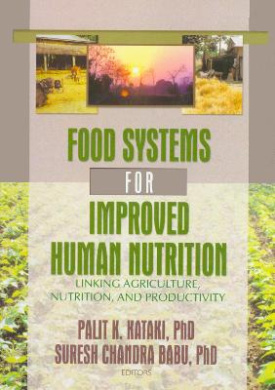 FOOD SYSTEMS
FOR
IMPROVED
HUMAN NUTRITION
LINKING AGRICULTURE,
NUTRITION, AND PRODUCTIVITY
PALIT K. KATAKI, PhD
SURESH CHANDRA BABU, PhD
EDITORS